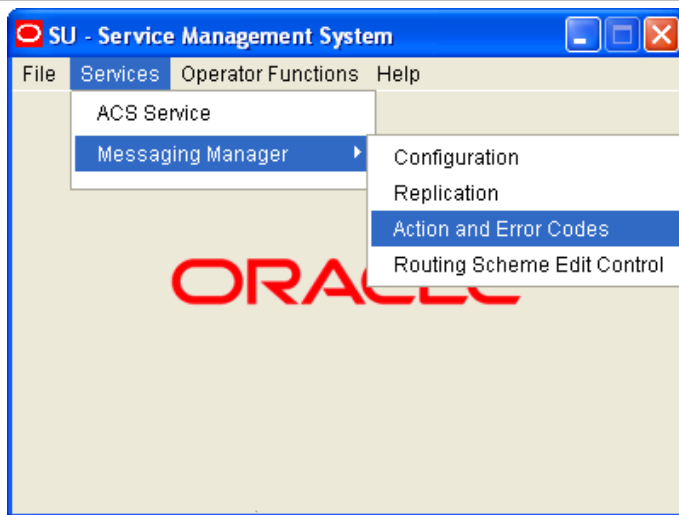 SU - Service Management System
File Services Operator Functions Help
ACS Service
Messaging Manager
Configuration
Replication
Action and Error Codes
Routing Scheme Edit Control